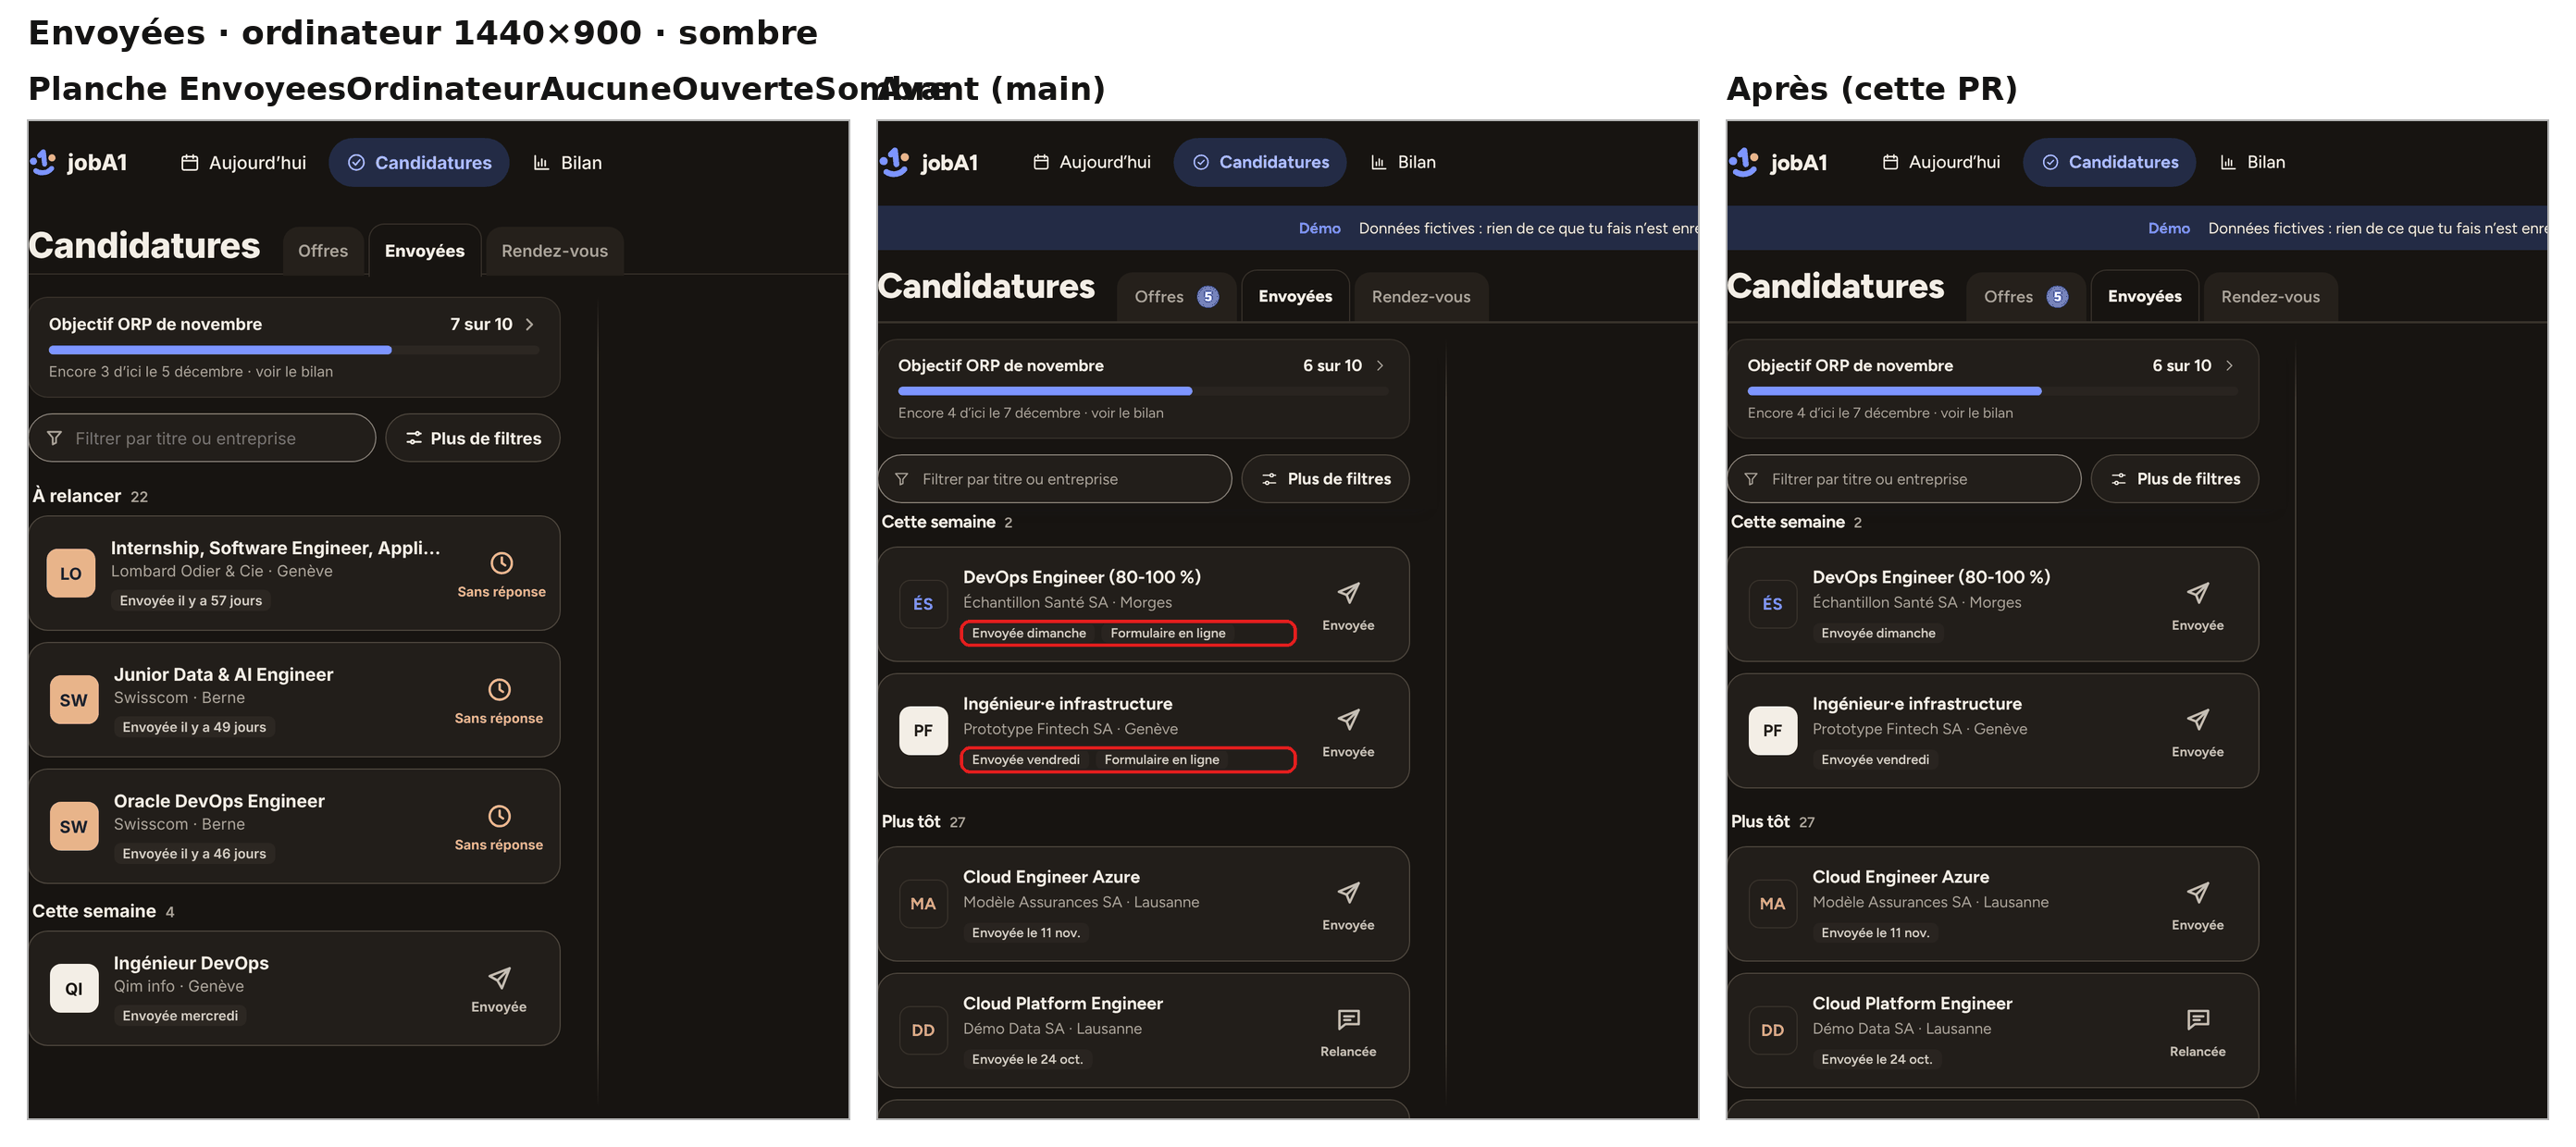 Envoyées · ordinateur 1440×900 · sombre
Planche EnvoyeesOrdinateurAucuneOuverteSombre
jobA1 Aujourd’hui Candidatures Bilan
Candidatures Offres Envoyées Rendez-vous
Objectif ORP de novembre 7 sur 10
Encore 3 d’ici le 5 décembre · voir le bilan
Filtrer par titre ou entreprise Plus de filtres
À relancer 22
LO
Internship, Software Engineer, Appli...
Lombard Odier & Cie · Genève
Envoyée il y a 57 jours
Sans réponse
SW
Junior Data & AI Engineer
Swisscom · Berne
Envoyée il y a 49 jours
Sans réponse
SW
Oracle DevOps Engineer
Swisscom · Berne
Envoyée il y a 46 jours
Sans réponse
Cette semaine 4
QI
Ingénieur DevOps
Qim info · Genève
Envoyée mercredi
Envoyée
Avant (main)
jobA1 Aujourd’hui Candidatures Bilan
Démo Données fictives : rien de ce que tu fais n’est enre
Candidatures Offres 5 Envoyées Rendez-vous
Objectif ORP de novembre 6 sur 10
Encore 4 d’ici le 7 décembre · voir le bilan
Filtrer par titre ou entreprise Plus de filtres
Cette semaine 2
ÉS
DevOps Engineer (80-100 %)
Échantillon Santé SA · Morges
Envoyée dimanche Formulaire en ligne
Envoyée
PF
Ingénieur·e infrastructure
Prototype Fintech SA · Genève
Envoyée vendredi Formulaire en ligne
Envoyée
Plus tôt 27
MA
Cloud Engineer Azure
Modèle Assurances SA · Lausanne
Envoyée le 11 nov.
Envoyée
DD
Cloud Platform Engineer
Démo Data SA · Lausanne
Envoyée le 24 oct.
Relancée
Après (cette PR)
jobA1 Aujourd’hui Candidatures Bilan
Démo Données fictives : rien de ce que tu fais n’est enre
Candidatures Offres 5 Envoyées Rendez-vous
Objectif ORP de novembre 6 sur 10
Encore 4 d’ici le 7 décembre · voir le bilan
Filtrer par titre ou entreprise Plus de filtres
Cette semaine 2
ÉS
DevOps Engineer (80-100 %)
Échantillon Santé SA · Morges
Envoyée dimanche
Envoyée
PF
Ingénieur·e infrastructure
Prototype Fintech SA · Genève
Envoyée vendredi
Envoyée
Plus tôt 27
MA
Cloud Engineer Azure
Modèle Assurances SA · Lausanne
Envoyée le 11 nov.
Envoyée
DD
Cloud Platform Engineer
Démo Data SA · Lausanne
Envoyée le 24 oct.
Relancée